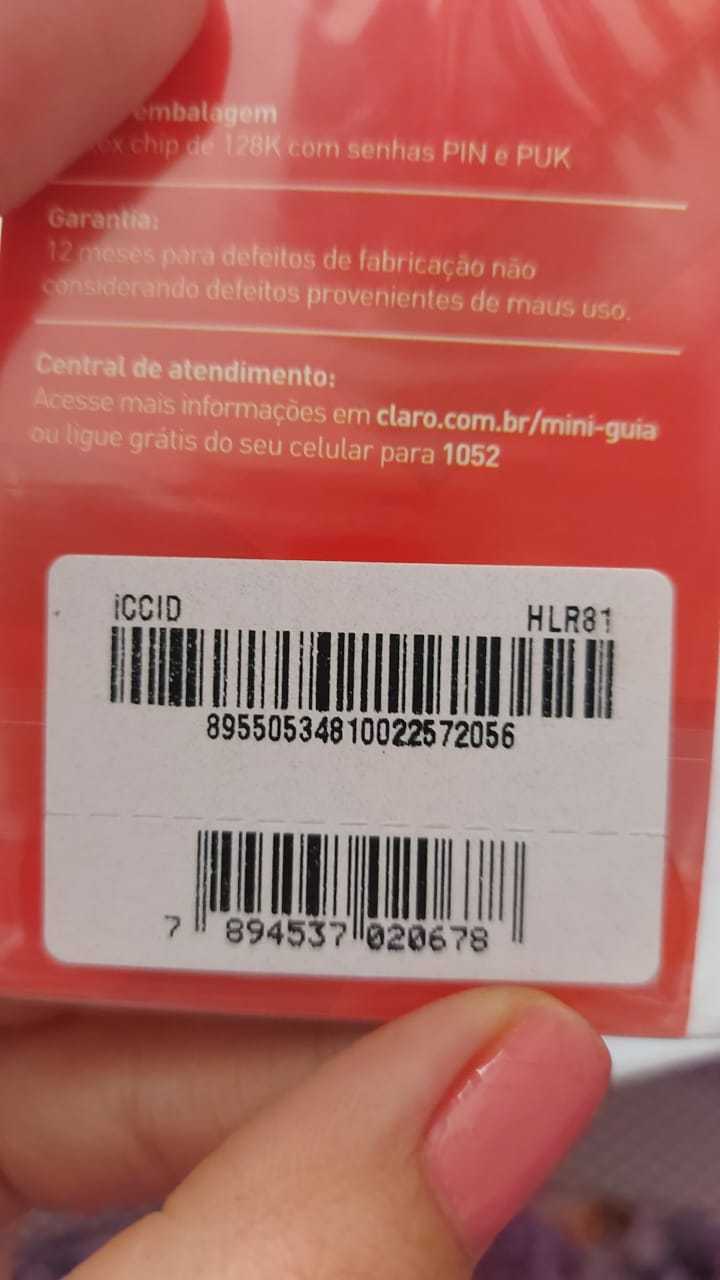 embalagem
chip de 128K com senhas PIN e PUK
Garantia:
12 meses para defeitos de fabricação não
considerando defeitos provenientes de maus uso.
Central de atendimento:
Acesse mais informações em claro.com.br/mini-guia
ou ligue grátis do seu celular para 1052
iCCID HLR81
89550534810022572056
7 894537 020678